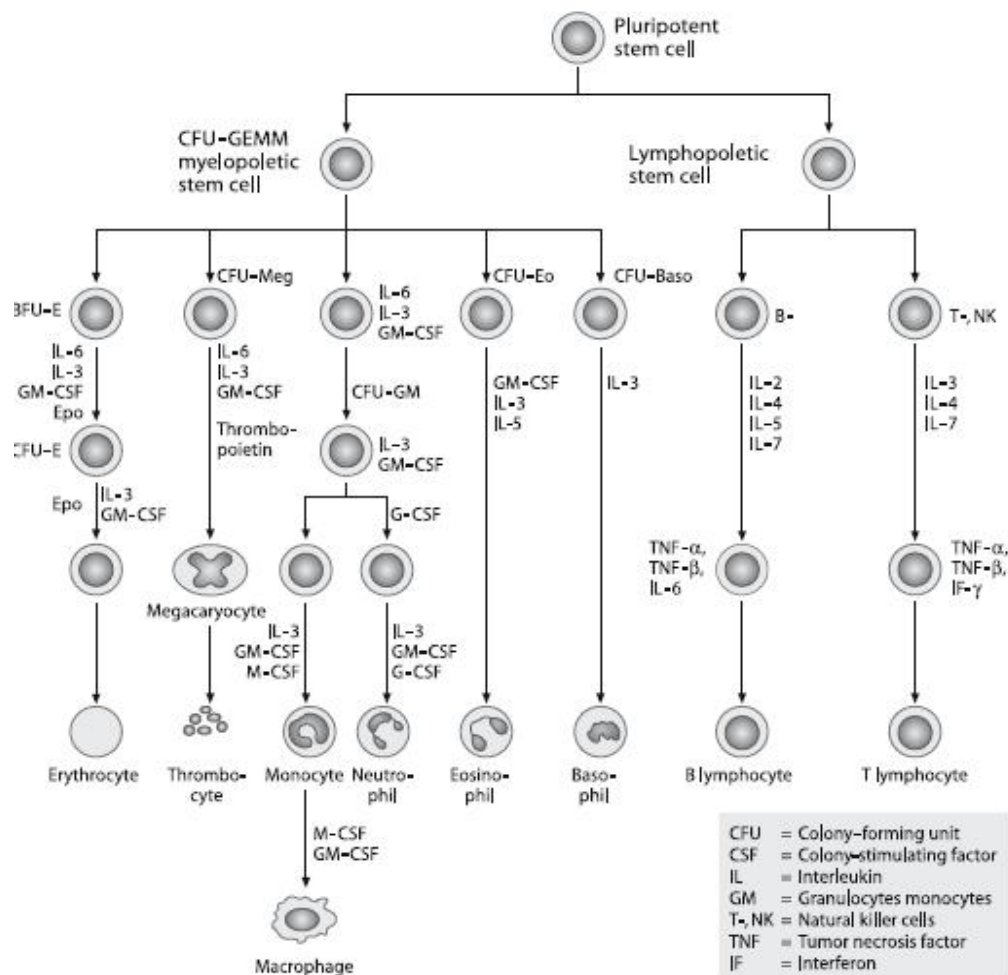 Pluripotent
stem cell
CFU-GEMM
myelopoletic
stem cell
Lymphopoletic
stem cell
BFU-E
CFU-Meg
IL-6
IL-3
GM-CSF
CFU-Eo
CFU-Baso
B-
T-, NK
IL-6
IL-3
GM-CSF
Epo
IL-6
IL-3
GM-CSF
Thrombo-
poietin
CFU-GM
GM-CSF
IL-3
IL-5
IL-3
IL-2
IL-4
IL-5
IL-7
IL-3
IL-4
IL-7
CFU-E
IL-3
GM-CSF
Epo
IL-3
GM-CSF
G-CSF
TNF-α,
TNF-β,
IL-6
TNF-α,
TNF-β,
IF-γ
Megacaryocyte
IL-3
GM-CSF
M-CSF
IL-3
GM-CSF
G-CSF
Erythrocyte
Thrombo-
cyte
Monocyte
Neutro-
phil
Eosino-
phil
Baso-
phil
B lymphocyte
T lymphocyte
M-CSF
GM-CSF
Macrophage
CFU = Colony-forming unit
CSF = Colony-stimulating factor
IL = Interleukin
GM = Granulocytes monocytes
T-, NK = Natural killer cells
TNF = Tumor necrosis factor
IF = Interferon